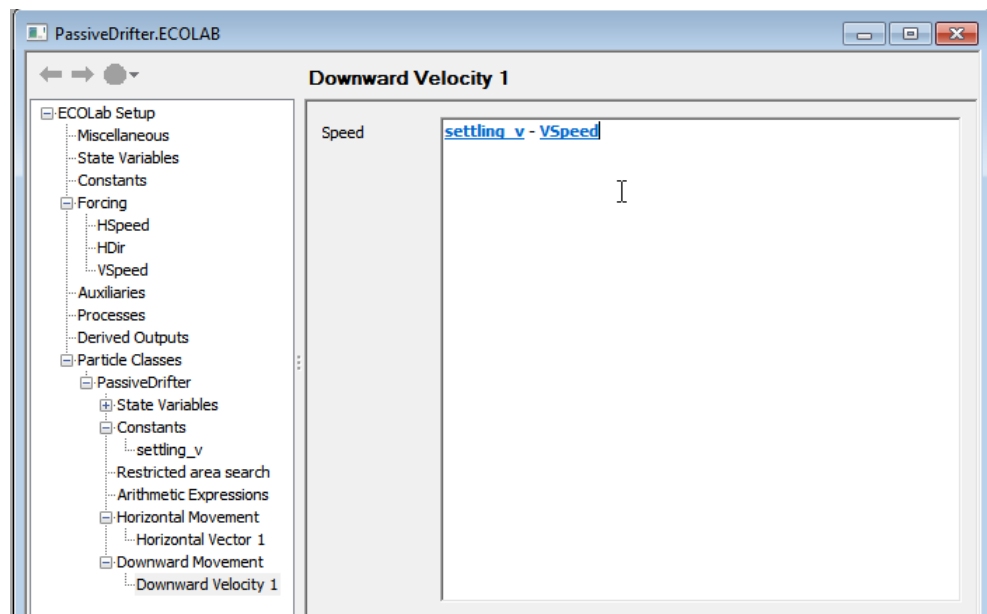 PassiveDrifter.ECOLAB
Downward Velocity 1
ECOLab Setup
Miscellaneous
State Variables
Constants
Forcing
HSpeed
HDir
VSpeed
Auxiliaries
Processes
Derived Outputs
Particle Classes
PassiveDrifter
State Variables
Constants
settling_v
Restricted area search
Arithmetic Expressions
Horizontal Movement
Horizontal Vector 1
Downward Movement
Downward Velocity 1
Speed
settling_v - VSpeed